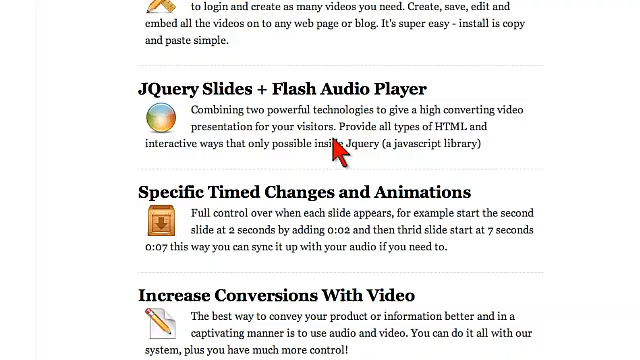 to login and create as many videos you need. Create, save, edit and
embed all the videos on to any web page or blog. It's super easy - install is copy
and paste simple.
JQuery Slides + Flash Audio Player
Combining two powerful technologies to give a high converting video
presentation for your visitors. Provide all types of HTML and
interactive ways that only possible inside Jquery (a javascript library)
Specific Timed Changes and Animations
Full control over when each slide appears, for example start the second
slide at 2 seconds by adding 0:02 and then thrid slide start at 7 seconds
0:07 this way you can sync it up with your audio if you need to.
Increase Conversions With Video
The best way to convey your product or information better and in a
captivating manner is to use audio and video. You can do it all with our
system, plus you have much more control!